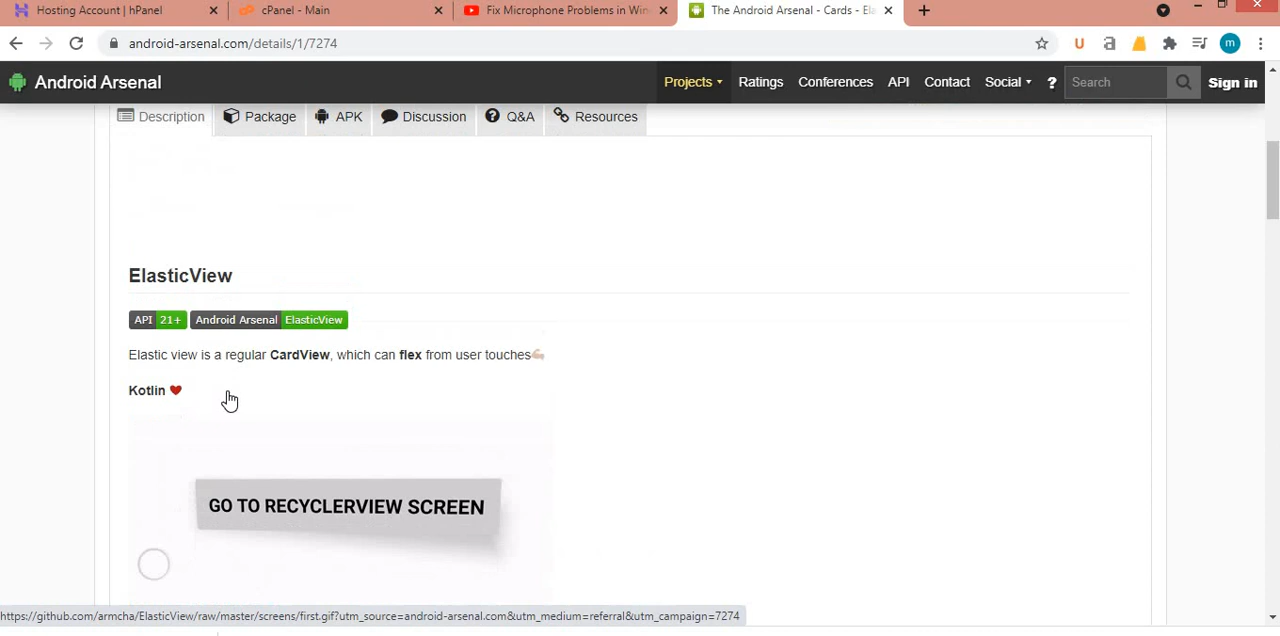 Hosting Account | hPanel
cPanel - Main
Fix Microphone Problems in Win
The Android Arsenal - Cards - Ela
android-arsenal.com/details/1/7274
U
a
m
Android Arsenal
Projects
Ratings
Conferences
API
Contact
Social
?
Search
Sign in
Description
Package
APK
Discussion
Q&A
Resources
ElasticView
API 21+ Android Arsenal ElasticView
Elastic view is a regular CardView, which can flex from user touches
Kotlin
GO TO RECYCLERVIEW SCREEN
https://github.com/armcha/ElasticView/raw/master/screens/first.gif?utm_source=android-arsenal.com&utm_medium=referral&utm_campaign=7274